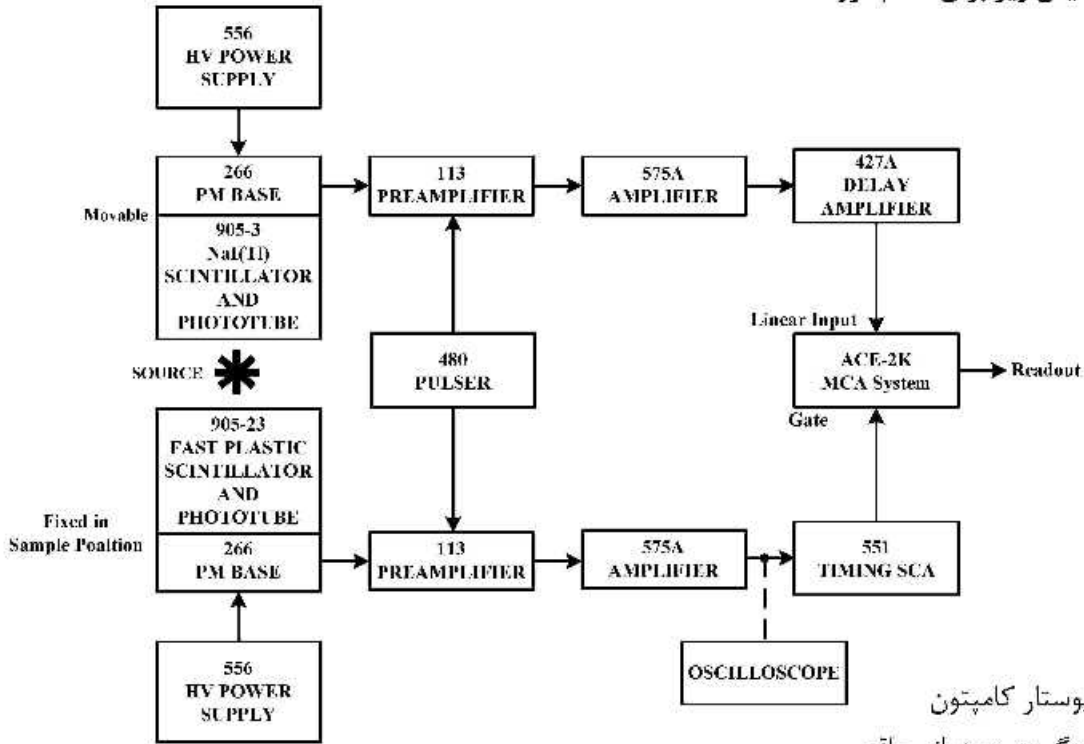 556
HV POWER
SUPPLY
266
PM BASE
Movable
905-3
NaI(Tl)
SCINTILLATOR
AND
PHOTOTUBE
113
PREAMPLIFIER
575A
AMPLIFIER
427A
DELAY
AMPLIFIER
SOURCE
480
PULSER
Linear Input
ACE-2K
MCA System
Readout
Gate
905-23
FAST PLASTIC
SCINTILLATOR
AND
PHOTOTUBE
Fixed in
Sample Position
266
PM BASE
113
PREAMPLIFIER
575A
AMPLIFIER
551
TIMING SCA
556
HV POWER
SUPPLY
OSCILLOSCOPE
کامپتون